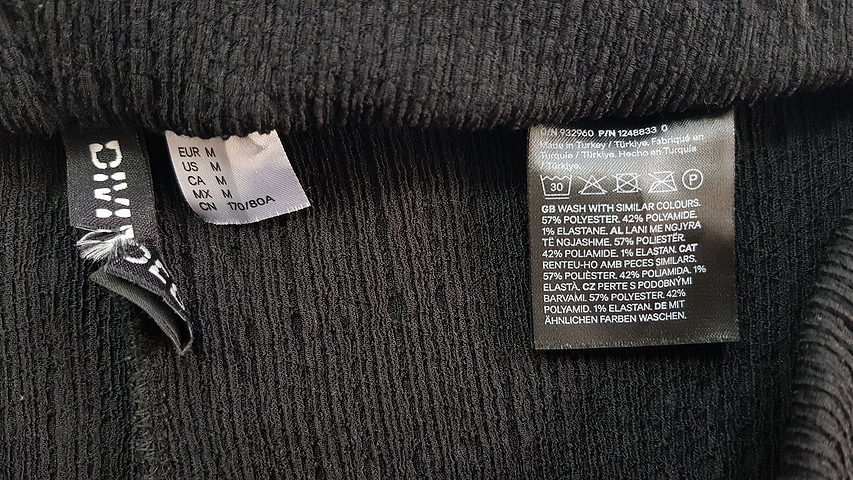 DIVI
EUR M
US M
CA M
MX M
CN 170/80A
O/N 932960 P/N 1248833 0
Made in Turkey / Türkiye. Fabriqué en
Turquie / Türkiye. Hecho en Turquía
/ Türkiye.
30
P
GB WASH WITH SIMILAR COLOURS.
57% POLYESTER. 42% POLYAMIDE.
1% ELASTANE. AL LANI ME NGJYRA
TË NGJASHME. 57% POLIESTËR.
42% POLIAMIDE. 1% ELASTAN. CAT
RENTEU-HO AMB PECES SIMILARS.
57% POLIÈSTER. 42% POLIAMIDA. 1%
ELASTÀ. CZ PERTE S PODOBNÝMI
BARVAMI. 57% POLYESTER. 42%
POLYAMID. 1% ELASTAN. DE MIT
ÄHNLICHEN FARBEN WASCHEN.